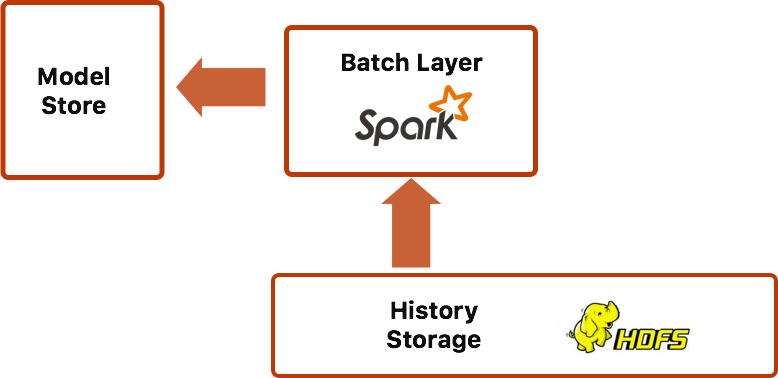 Model
Store
Batch Layer
Spark
History
Storage
HDFS